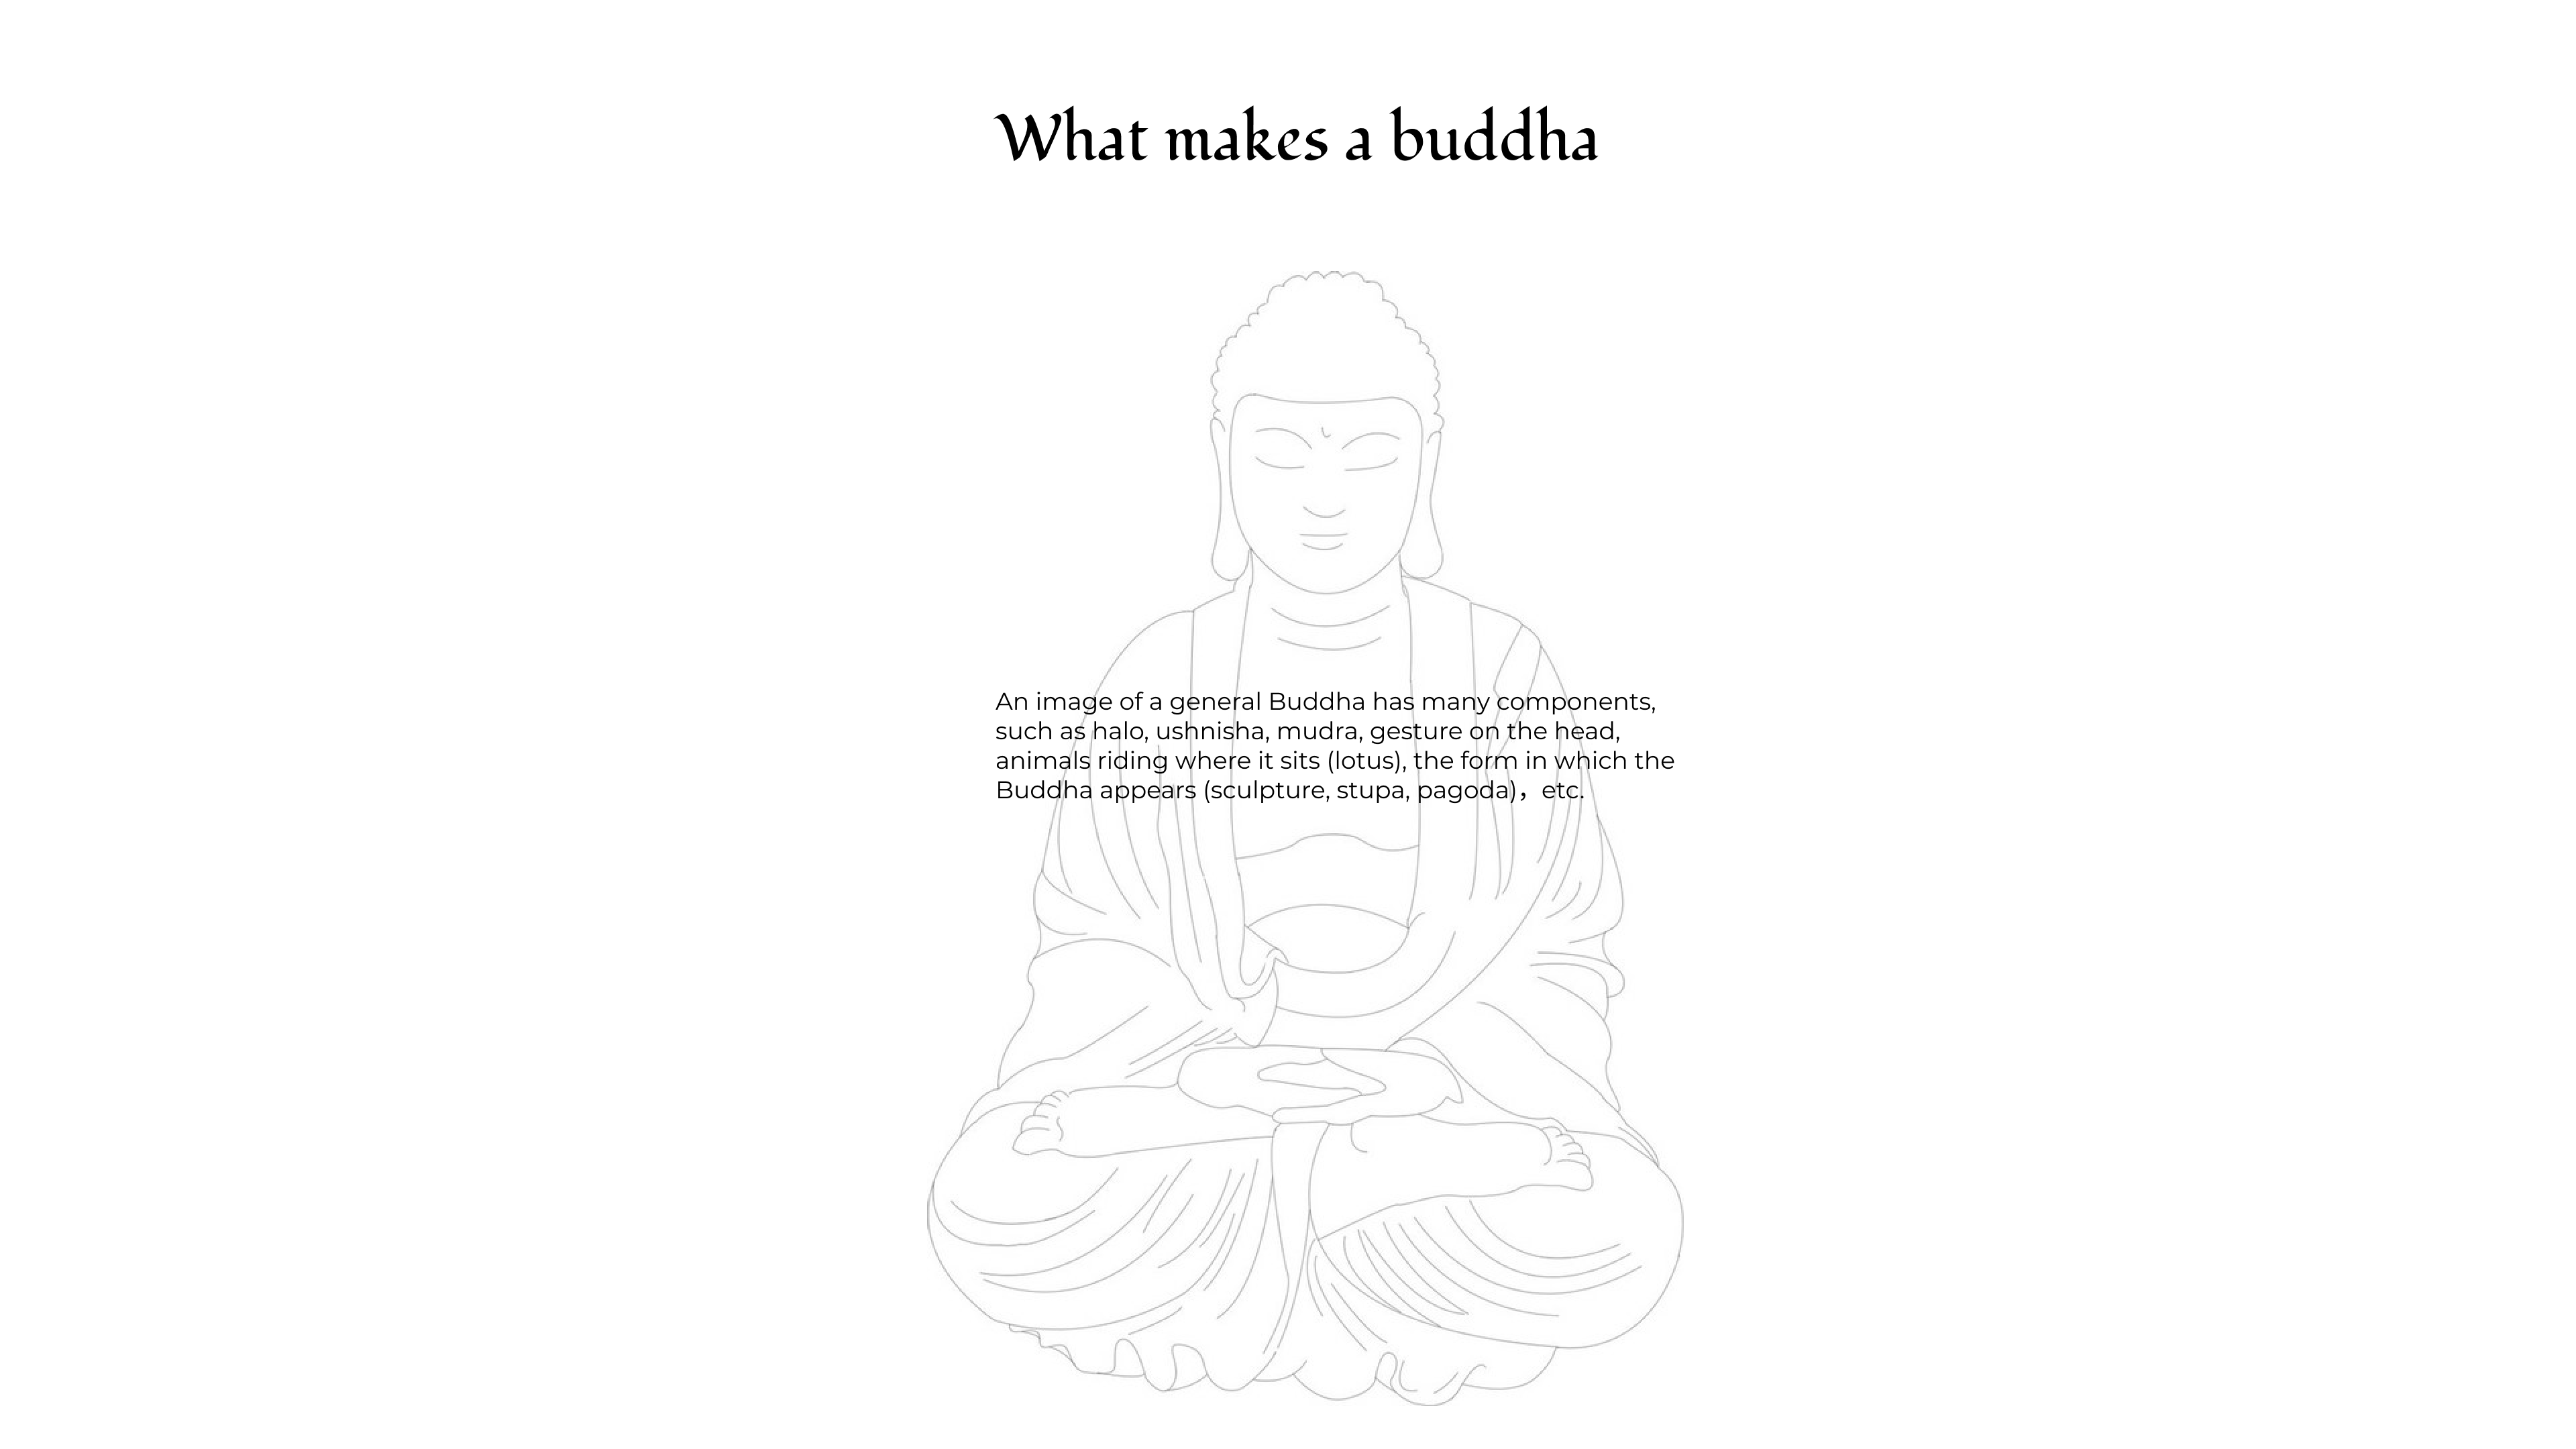 What makes a buddha
An image of a general Buddha has many components,
such as halo, ushnisha, mudra, gesture on the head,
animals riding where it sits (lotus), the form in which the
Buddha appears (sculpture, stupa, pagoda)，etc.